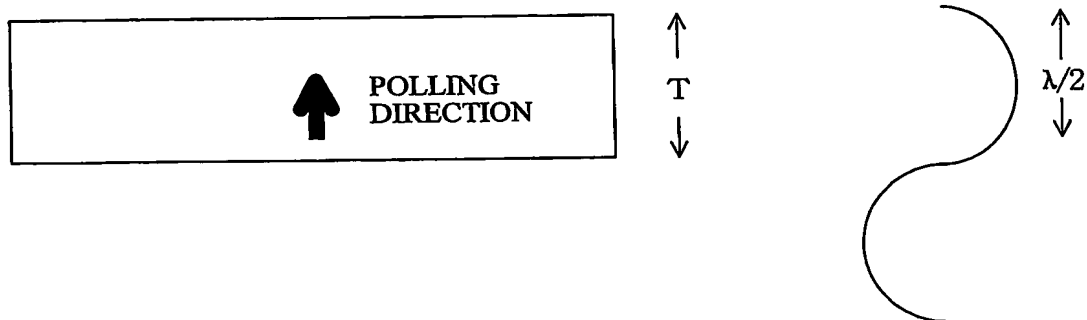 POLLING
DIRECTION
T
λ/2